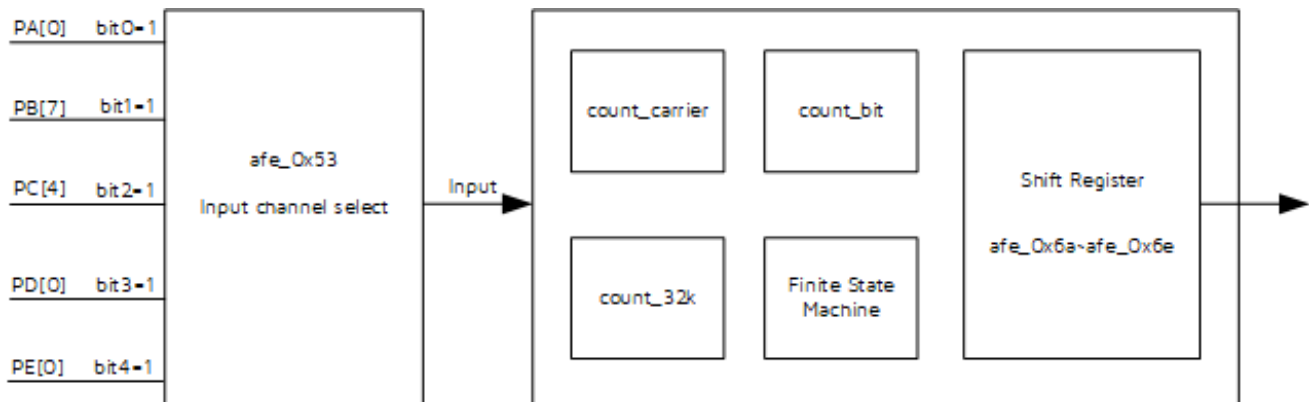 PA[0] bit0-1
PB[7] bit1-1
PC[4] bit2-1
PD[0] bit3-1
PE[0] bit4-1
afe_0x53
Input channel select
Input
count_carrier
count_bit
count_32k
Finite State
Machine
Shift Register
afe_0x6a~afe_0x6e